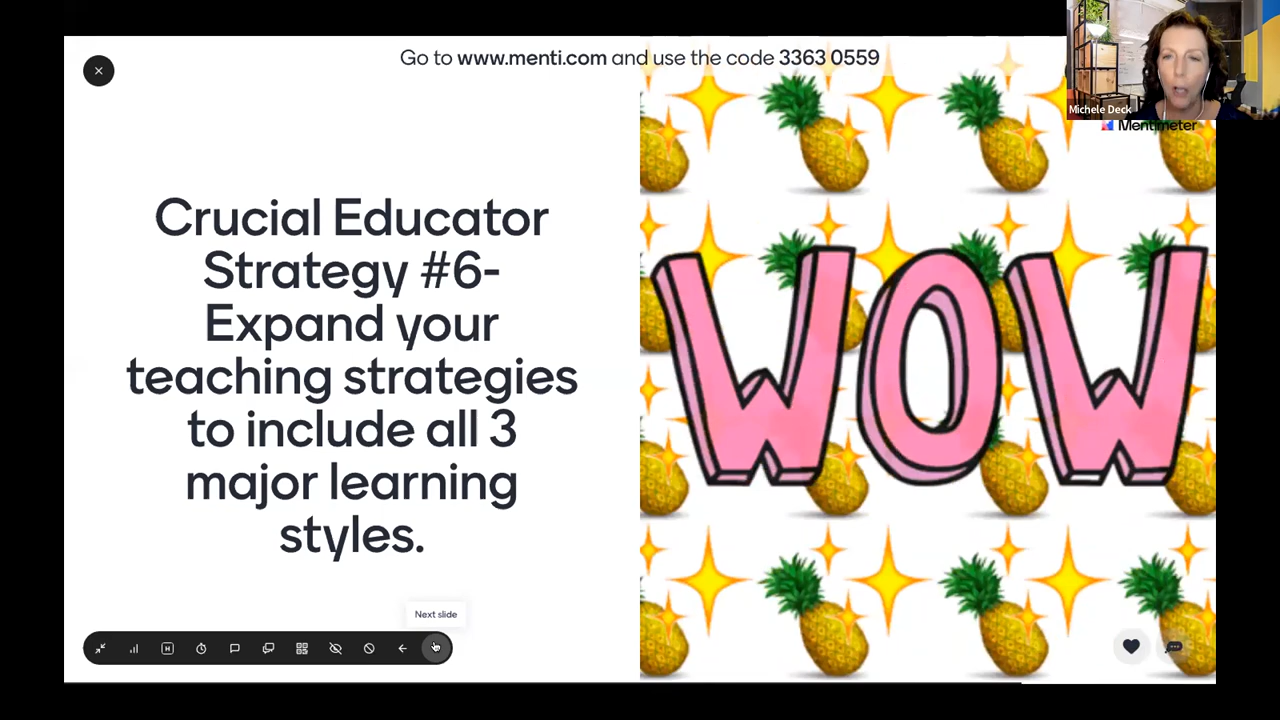 Go to www.menti.com and use the code 3363 0559
Michele Deck
Mentimeter
Crucial Educator
Strategy #6-
Expand your
teaching strategies
to include all 3
major learning
styles.
WOW
Next slide
H